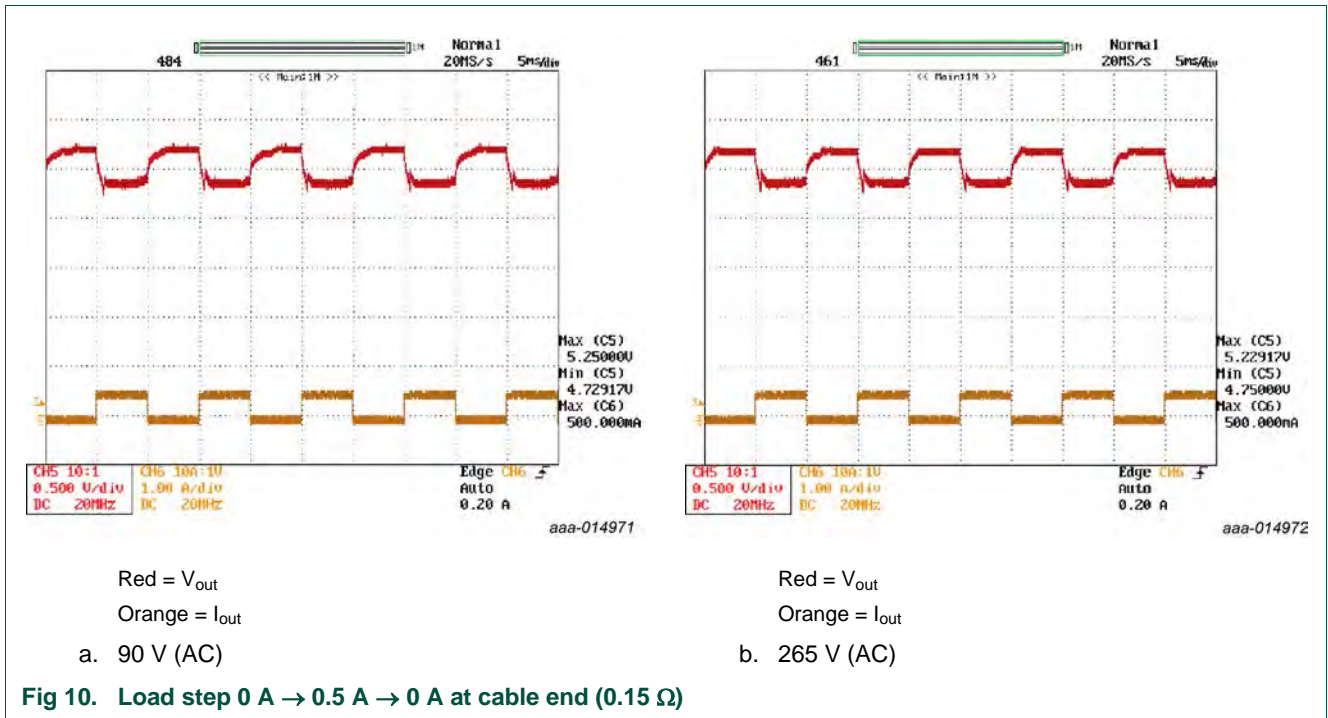 484
Normal
20MS/s 5ms/div
<< Main:1M >>
Max (C5)
5.25000V
Min (C5)
4.72917V
Max (C6)
500.000mA
CH5 10:1
0.500 V/div
DC 20MHz
CH6 10A:1V
1.00 A/div
DC 20MHz
Edge CH6
Auto
0.20 A
aaa-014971
Red = Vout
Orange = Iout
a. 90 V (AC)
461
Normal
20MS/s 5ms/div
<< Main:1M >>
Max (C5)
5.22917V
Min (C5)
4.75000V
Max (C6)
500.000mA
CH5 10:1
0.500 V/div
DC 20MHz
CH6 10A:1V
1.00 A/div
DC 20MHz
Edge CH6
Auto
0.20 A
aaa-014972
Red = Vout
Orange = Iout
b. 265 V (AC)
Fig 10. Load step 0 A → 0.5 A → 0 A at cable end (0.15 Ω)